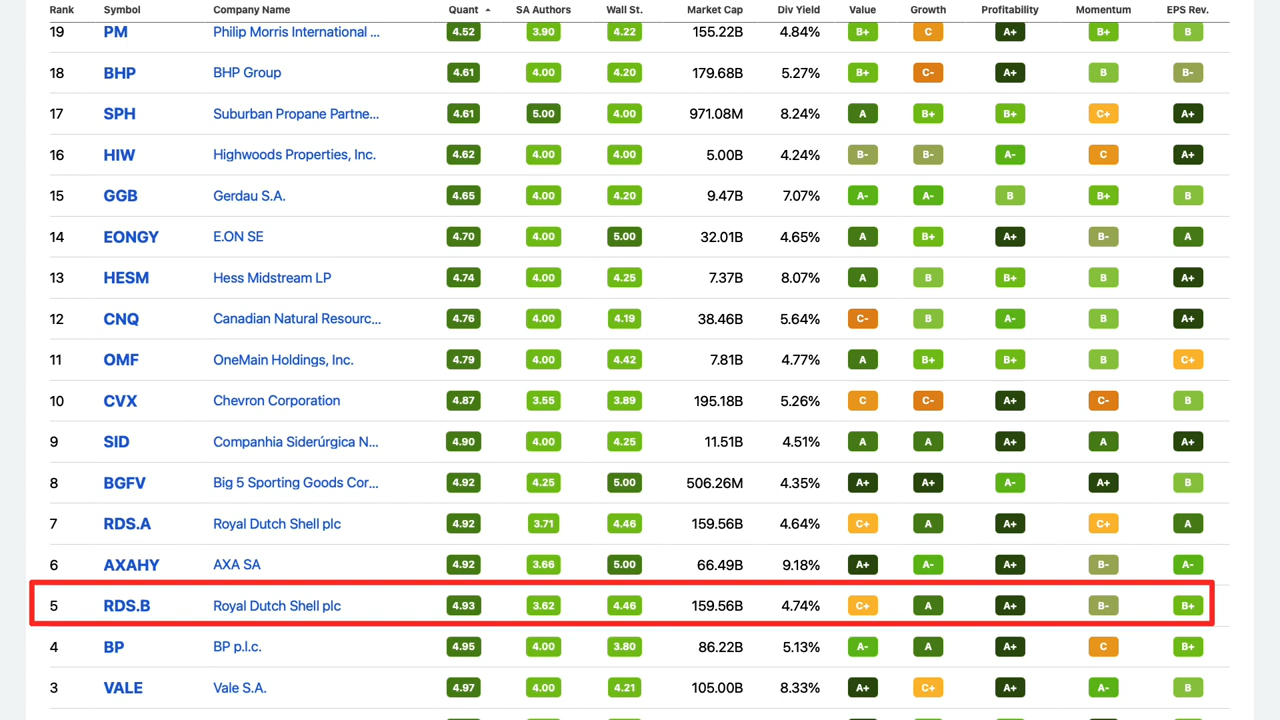 Rank Symbol Company Name Quant SA Authors Wall St. Market Cap Div Yield Value Growth Profitability Momentum EPS Rev.
19 PM Philip Morris International ... 4.52 3.90 4.22 155.22B 4.84% B+ C A+ B+ B
18 BHP BHP Group 4.61 4.00 4.20 179.68B 5.27% B+ C- A+ B B-
17 SPH Suburban Propane Partne... 4.61 5.00 4.00 971.08M 8.24% A B+ B+ C+ A+
16 HIW Highwoods Properties, Inc. 4.62 4.00 4.00 5.00B 4.24% B- B- A- C A+
15 GGB Gerdau S.A. 4.65 4.00 4.20 9.47B 7.07% A- A- B B+ B
14 EONGY E.ON SE 4.70 4.00 5.00 32.01B 4.65% A B+ A+ B- A
13 HESM Hess Midstream LP 4.74 4.00 4.25 7.37B 8.07% A B B+ B A+
12 CNQ Canadian Natural Resourc... 4.76 4.00 4.19 38.46B 5.64% C- B A- B A+
11 OMF OneMain Holdings, Inc. 4.79 4.00 4.42 7.81B 4.77% A B+ B+ B C+
10 CVX Chevron Corporation 4.87 3.55 3.89 195.18B 5.26% C C- A+ C- B
9 SID Companhia Siderúrgica N... 4.90 4.00 4.25 11.51B 4.51% A A A+ A A+
8 BGFV Big 5 Sporting Goods Cor... 4.92 4.25 5.00 506.26M 4.35% A+ A+ A- A+ B
7 RDS.A Royal Dutch Shell plc 4.92 3.71 4.46 159.56B 4.64% C+ A A+ C+ A
6 AXAHY AXA SA 4.92 3.66 5.00 66.49B 9.18% A+ A- A+ B- A-
5 RDS.B Royal Dutch Shell plc 4.93 3.62 4.46 159.56B 4.74% C+ A A+ B- B+
4 BP BP p.l.c. 4.95 4.00 3.80 86.22B 5.13% A- A A+ C B+
3 VALE Vale S.A. 4.97 4.00 4.21 105.00B 8.33% A+ C+ A+ A- B